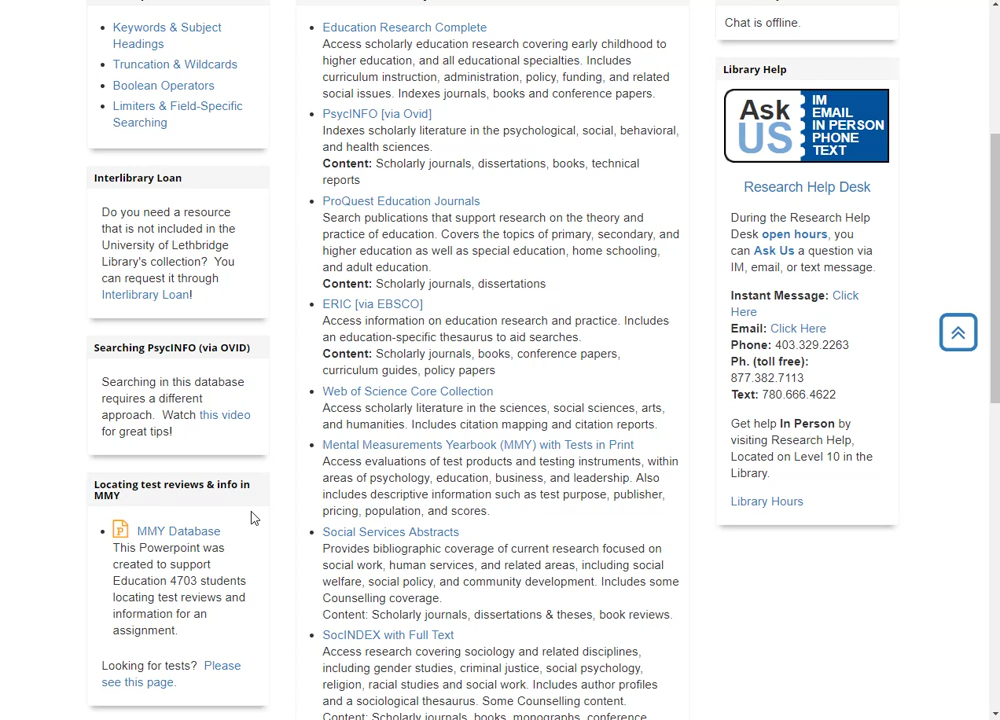 Keywords & Subject
Headings
Truncation & Wildcards
Boolean Operators
Limiters & Field-Specific
Searching
Interlibrary Loan
Do you need a resource
that is not included in the
University of Lethbridge
Library's collection? You
can request it through
Interlibrary Loan!
Searching PsycINFO (via OVID)
Searching in this database
requires a different
approach. Watch this video
for great tips!
Locating test reviews & info in
MMY
MMY Database
This Powerpoint was
created to support
Education 4703 students
locating test reviews and
information for an
assignment.
Looking for tests? Please
see this page.
Education Research Complete
Access scholarly education research covering early childhood to
higher education, and all educational specialties. Includes
curriculum instruction, administration, policy, funding, and related
social issues. Indexes journals, books and conference papers.
PsycINFO [via Ovid]
Indexes scholarly literature in the psychological, social, behavioral,
and health sciences.
Content: Scholarly journals, dissertations, books, technical
reports
ProQuest Education Journals
Search publications that support research on the theory and
practice of education. Covers the topics of primary, secondary, and
higher education as well as special education, home schooling,
and adult education.
Content: Scholarly journals, dissertations
ERIC [via EBSCO]
Access information on education research and practice. Includes
an education-specific thesaurus to aid searches.
Content: Scholarly journals, books, conference papers,
curriculum guides, policy papers
Web of Science Core Collection
Access scholarly literature in the sciences, social sciences, arts,
and humanities. Includes citation mapping and citation reports.
Mental Measurements Yearbook (MMY) with Tests in Print
Access evaluations of test products and testing instruments, within
areas of psychology, education, business, and leadership. Also
includes descriptive information such as test purpose, publisher,
pricing, population, and scores.
Social Services Abstracts
Provides bibliographic coverage of current research focused on
social work, human services, and related areas, including social
welfare, social policy, and community development. Includes some
Counselling coverage.
Content: Scholarly journals, dissertations & theses, book reviews.
SocINDEX with Full Text
Access research covering sociology and related disciplines,
including gender studies, criminal justice, social psychology,
religion, racial studies and social work. Includes author profiles
and a sociological thesaurus. Some Counselling content.
Content: Scholarly journals, books, monographs, conference
Chat is offline.
Library Help
Ask
US
IM
EMAIL
IN PERSON
PHONE
TEXT
Research Help Desk
During the Research Help
Desk open hours, you
can Ask Us a question via
IM, email, or text message.
Instant Message: Click
Here
Email: Click Here
Phone: 403.329.2263
Ph. (toll free):
877.382.7113
Text: 780.666.4622
Get help In Person by
visiting Research Help,
Located on Level 10 in the
Library.
Library Hours